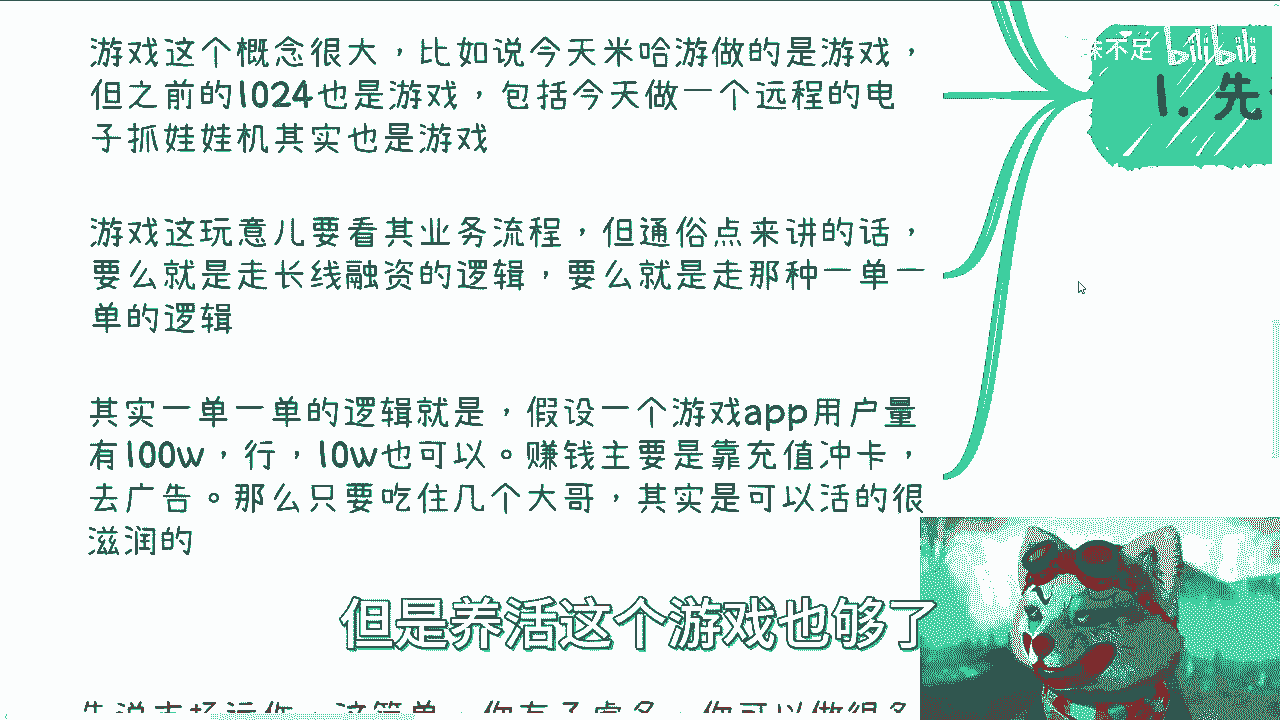 游戏这个概念很大，比如说今天米哈游做的是游戏，
但之前的1024也是游戏，包括今天做一个远程的电
子抓娃娃机其实也是游戏
游戏这玩意儿要看其业务流程，但通俗点来讲的话，
要么就是走长线融资的逻辑，要么就是走那种一单一
单的逻辑
其实一单一单的逻辑就是，假设一个游戏app用户量
有100w，行，10w也可以。赚钱主要是靠充值冲卡，
去广告。那么只要吃住几个大哥，其实是可以活的很
滋润的
不足 bilibili
1. 先
但是养活这个游戏也够了